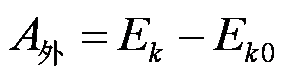 A外 = Ek − Ek0